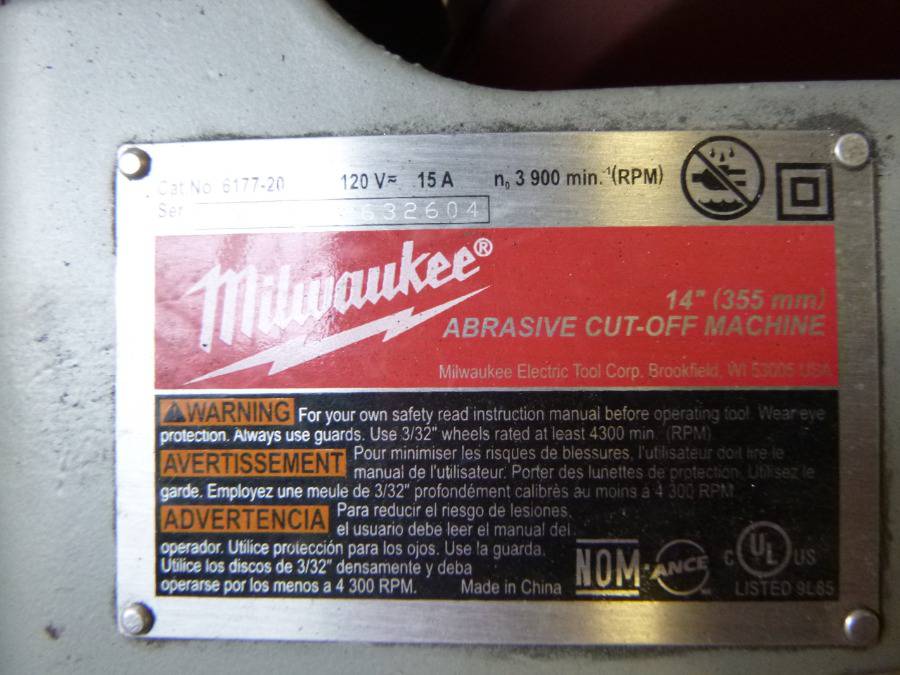 Cat No. 6177-20 120 V≂ 15 A n₀ 3 900 min.⁻¹(RPM)
Ser 632604
Milwaukee®
14" (355 mm)
ABRASIVE CUT-OFF MACHINE
Milwaukee Electric Tool Corp. Brookfield, WI 53005 USA
WARNING For your own safety read instruction manual before operating tool. Wear eye
protection. Always use guards. Use 3/32" wheels rated at least 4300 min. (RPM)
AVERTISSEMENT Pour minimiser les risques de blessures, l'utilisateur doit lire le
manual de l'utilisateur. Porter des lunettes de protection. Utilisez le
garde. Employez une meule de 3/32" profondément calibrès au moins à 4 300 RPM.
ADVERTENCIA Para reducir el riesgo de lesiones,
el usuario debe leer el manual del
operador. Utilice protección para los ojos. Use la guarda.
Utilice los discos de 3/32" densamente y deba
operarse por los menos a 4 300 RPM. Made in China
NOM ANCE
C UL US
LISTED 9L65